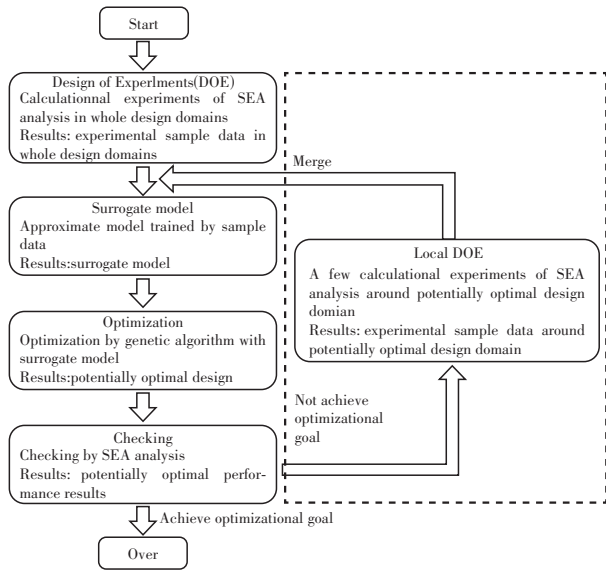 Start
Design of Experlments(DOE)
Calculationnal experiments of SEA
analysis in whole design domains
Results: experimental sample data in
whole design domains
Merge
Surrogate model
Approximate model trained by sample
data
Results:surrogate model
Local DOE
A few calculational experiments of SEA
analysis around potentially optimal design
domian
Results: experimental sample data around
potentially optimal design domain
Optimization
Optimization by genetic algorithm with
surrogate model
Results:potentially optimal design
Not achieve
optimizational
goal
Checking
Checking by SEA analysis
Results: potentially optimal perfor-
mance results
Achieve optimizational goal
Over